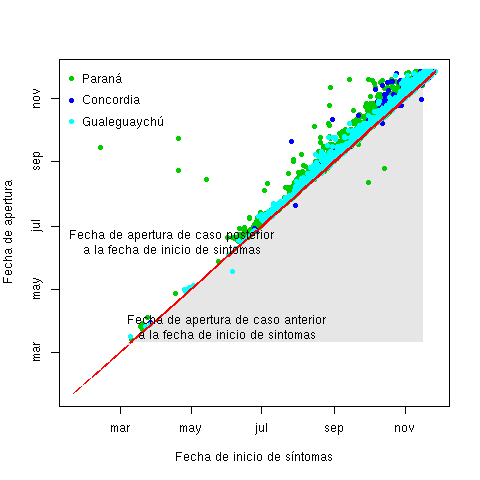 Paraná
Concordia
Gualeguaychú
Fecha de apertura de caso posterior
a la fecha de inicio de sintomas
Fecha de apertura de caso anterior
a la fecha de inicio de sintomas
Fecha de apertura
mar
may
jul
sep
nov
mar
may
jul
sep
nov
Fecha de inicio de síntomas